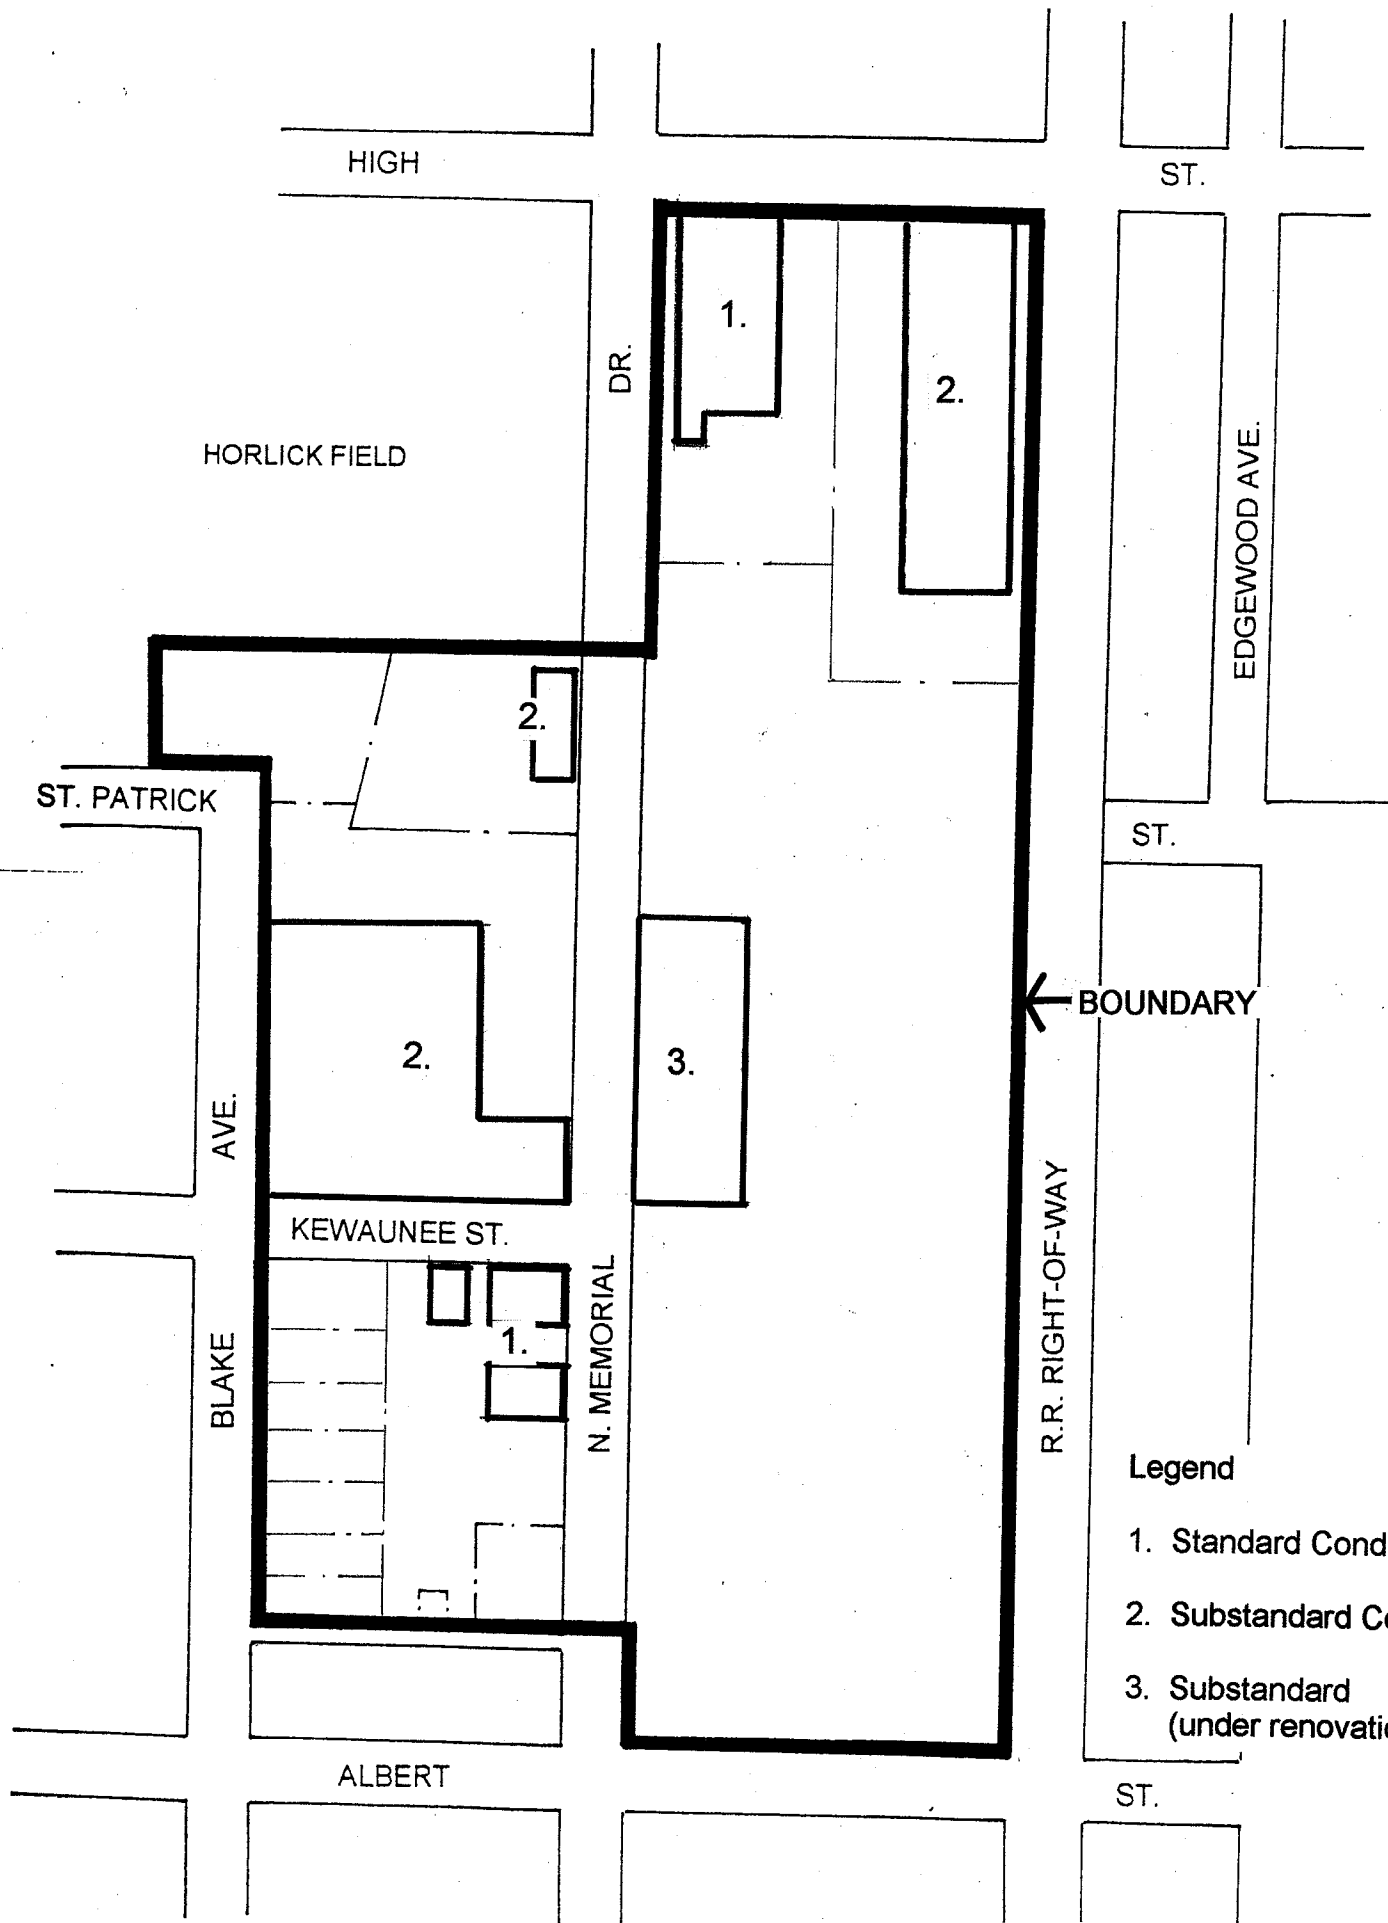 HIGH ST.
1.
DR.
2.
HORLICK FIELD
EDGEWOOD AVE.
2.
ST. PATRICK
ST.
BOUNDARY
2.
3.
AVE.
KEWAUNEE ST.
R.R. RIGHT-OF-WAY
1.
N. MEMORIAL
BLAKE
Legend
1. Standard Cond
2. Substandard
3. Substandard
(under
ALBERT ST.